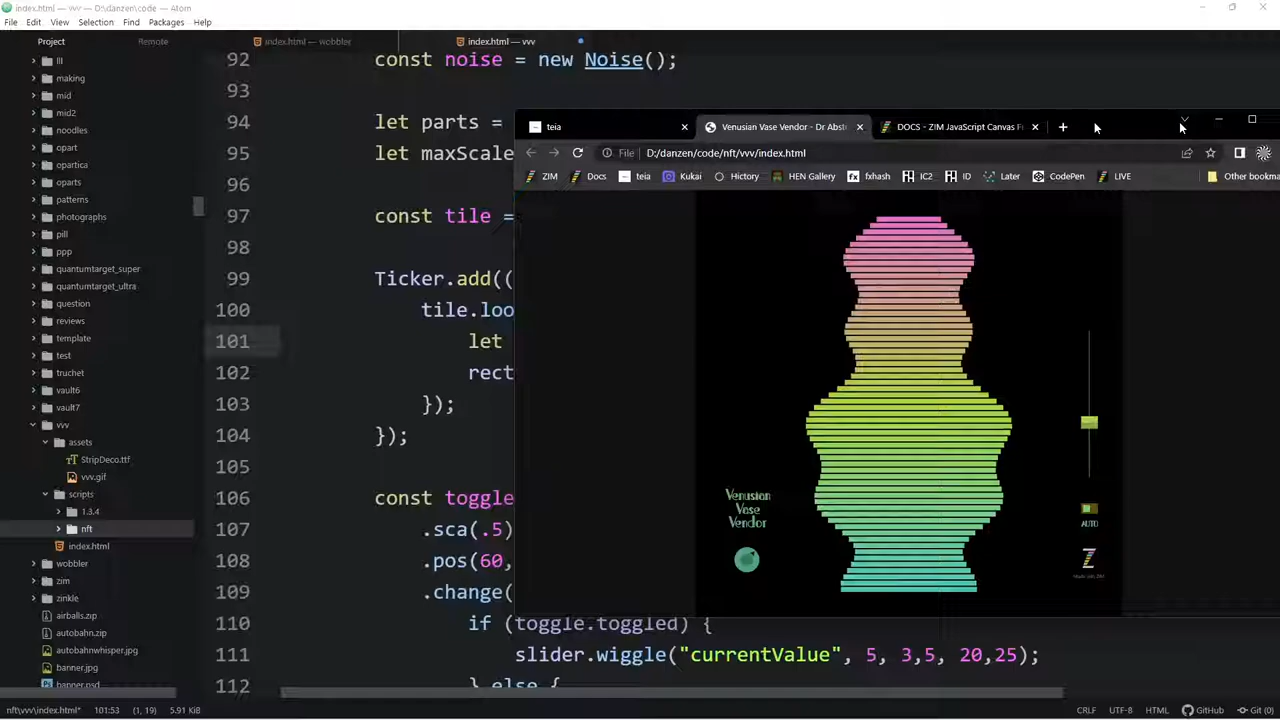 index.html — vvv — D:\danzen\code — Atom
File Edit View Selection Find Packages Help
Project Remote
index.html — wobbler
index.html — vvv
lll
making
mid
mid2
noodles
opart
opartica
oparts
patterns
photographs
pill
ppp
quantumtarget_super
quantumtarget_ultra
question
reviews
template
test
truchet
vault6
vault7
vvv
assets
StripDeco.ttf
vvv.gif
scripts
1.3.4
nft
index.html
wobbler
zim
zinkle
airballs.zip
autobahn.zip
autobahnwhisper.jpg
banner.jpg
banner.psd
92 const noise = new Noise();
93
94 let parts =
95 let maxScale
96
97 const tile =
98
99 Ticker.add((
100 tile.loo
101 let
102 rect
103 });
104 });
105
106 const toggle
107 .sca(.5)
108 .pos(60,
109 .change(
110 if (toggle.toggled) {
111 slider.wiggle("currentValue", 5, 3,5, 20,25);
112 } else {
teia
Venusian Vase Vendor - Dr Abst
DOCS - ZIM JavaScript Canvas F
File D:/danzen/code/nft/vvv/index.html
ZIM Docs teia Kukai Hictory HEN Gallery fxhash IC2 ID Later CodePen LIVE Other bookma
Venusian
Vase
Vendor
AUTO
Made with ZIM
nft\vvv\index.html* 101:53 (1, 19) 5.91 KiB CRLF UTF-8 HTML GitHub Git (0)